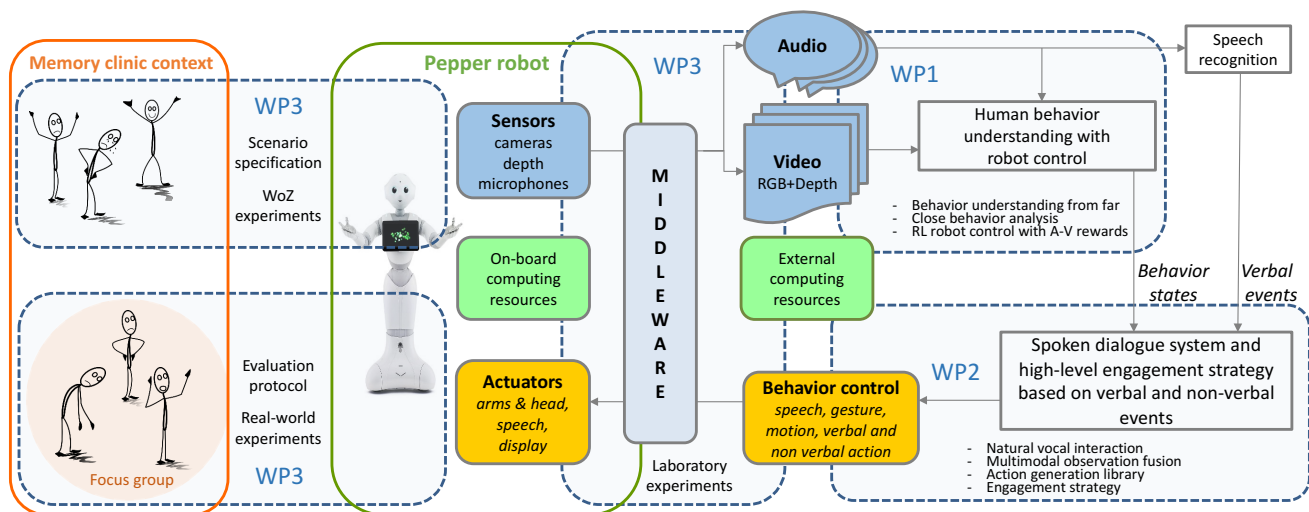 Memory clinic context
WP3
Scenario
specification
WoZ
experiments
Evaluation
protocol
Real-world
experiments
WP3
Focus group
Pepper robot
Sensors
cameras
depth
microphones
On-board
computing
resources
Actuators
arms & head,
speech,
display
MIDDLEWARE
WP3
Audio
Video
RGB+Depth
External
computing
resources
Behavior control
speech, gesture,
motion, verbal and
non verbal action
Laboratory
experiments
WP1
Human behavior
understanding with
robot control
- Behavior understanding from far
- Close behavior analysis
- RL robot control with A-V rewards
Speech
recognition
Behavior
states
Verbal
events
WP2
Spoken dialogue system and
high-level engagement strategy
based on verbal and non-verbal
events
- Natural vocal interaction
- Multimodal observation fusion
- Action generation library
- Engagement strategy